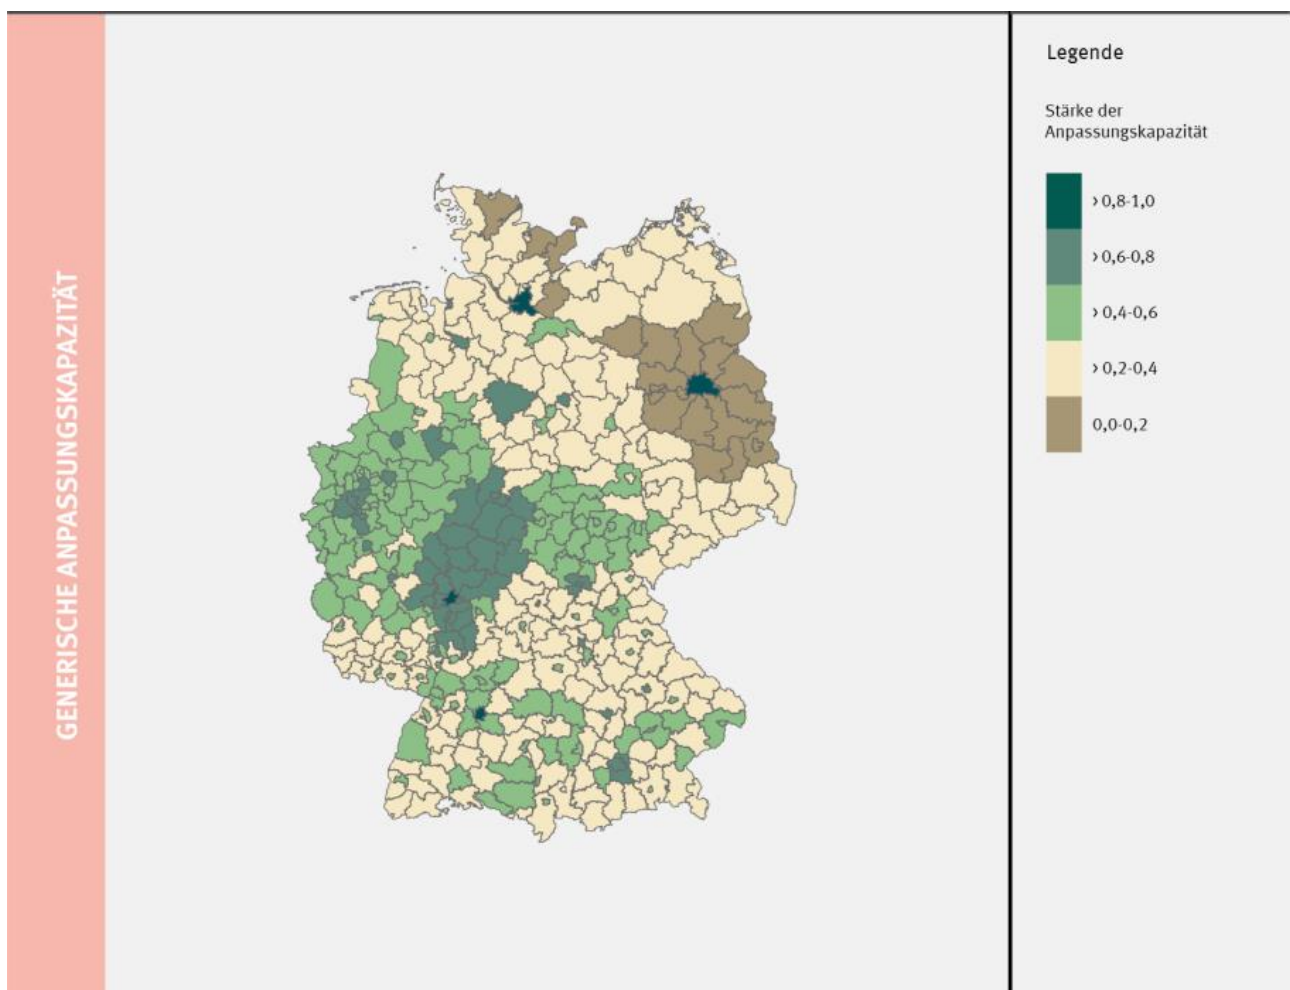 GENERISCHE ANPASSUNGSKAPAZITÄT
Legende
Stärke der
Anpassungskapazität
> 0,8-1,0
> 0,6-0,8
> 0,4-0,6
> 0,2-0,4
0,0-0,2